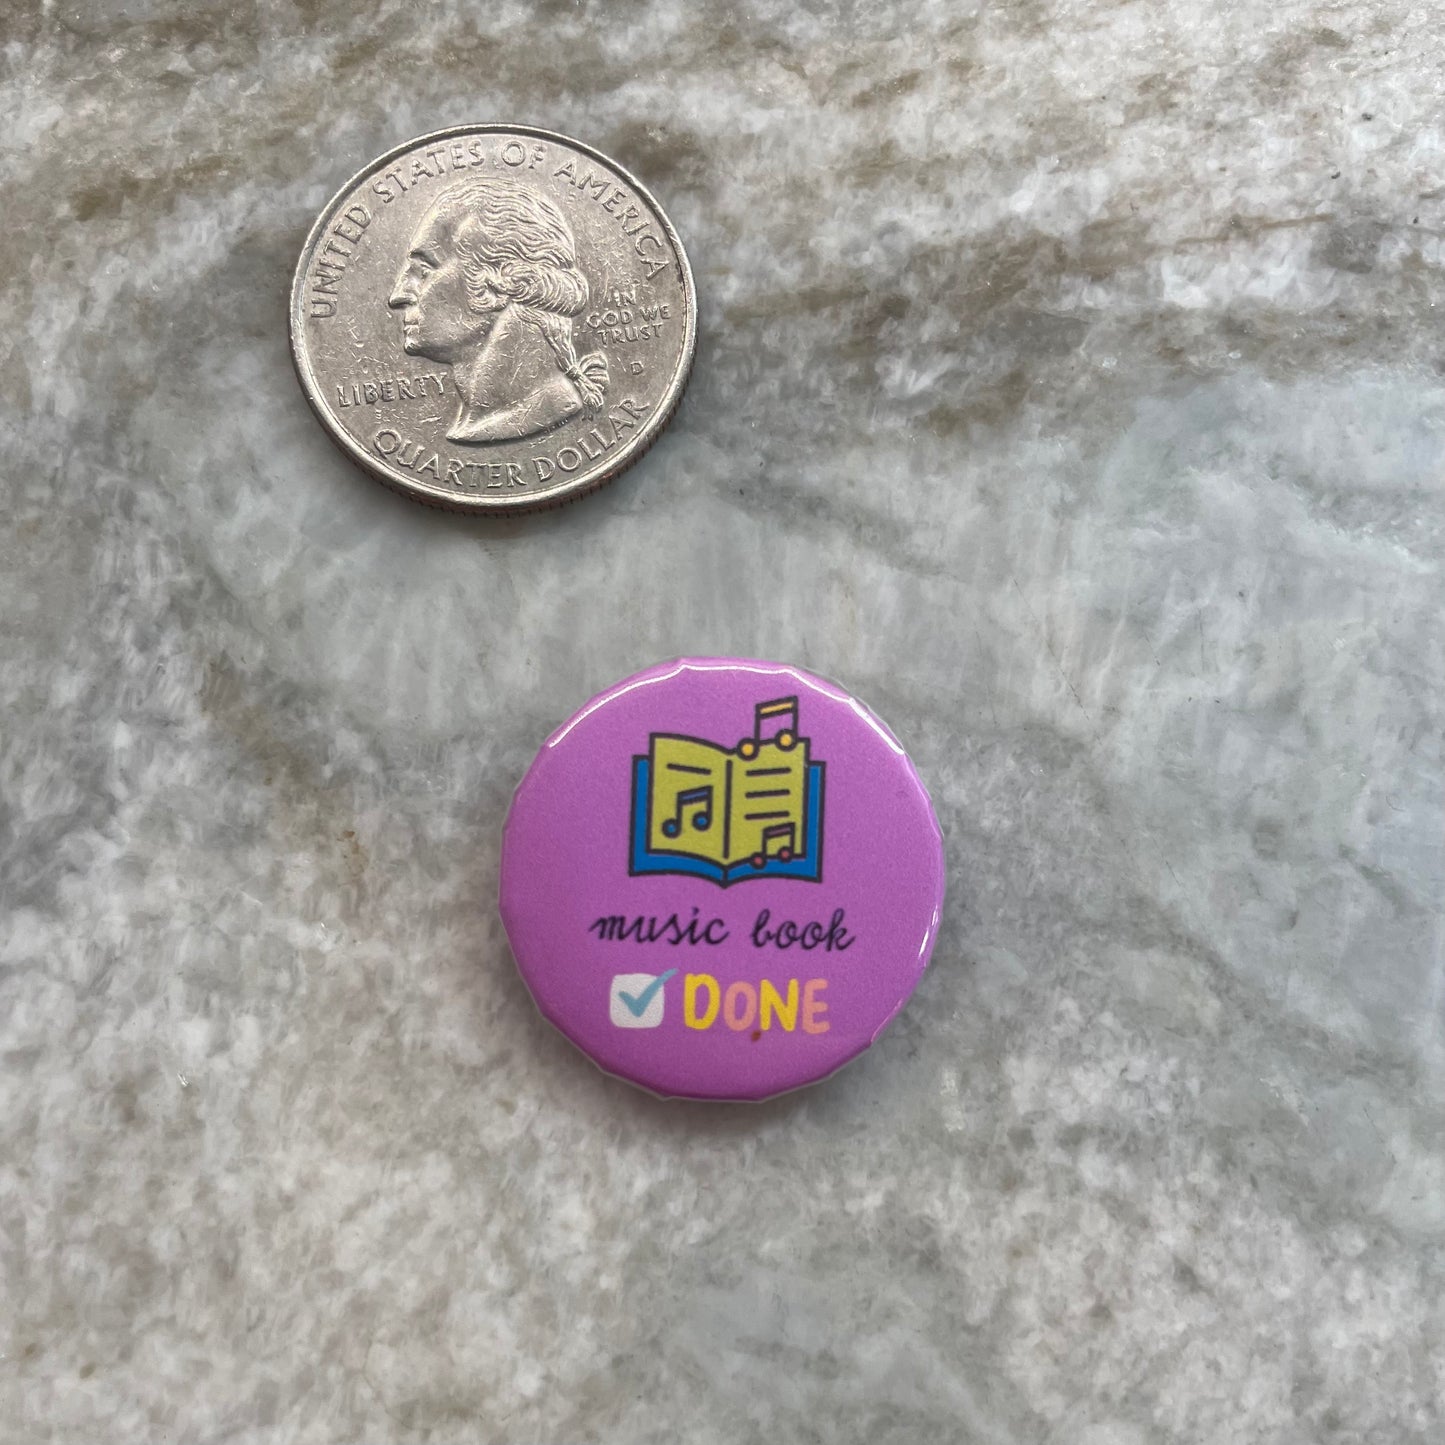 UNITED STATES OF AMERICA
IN
GOD WE
TRUST
D
LIBERTY
QUARTER DOLLAR
music book
DONE